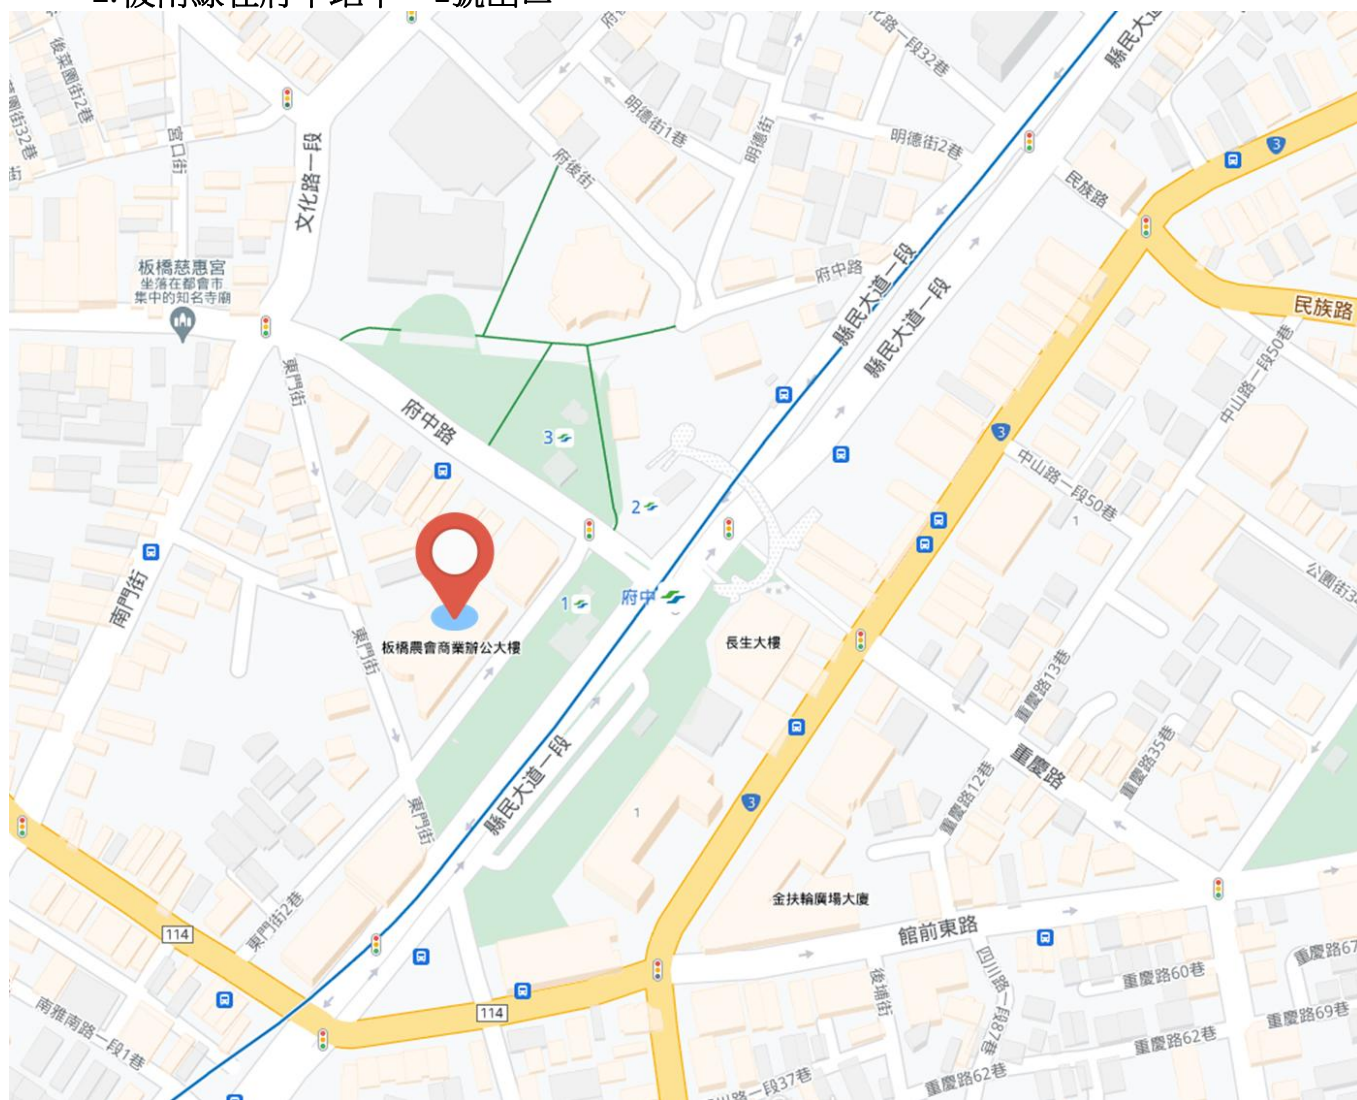 後菜園街12巷
宮口街
文化路一段
府後街
明德街1巷
明德街
明德街2巷
縣民大道
民族路
3
板橋慈惠宮
坐落在都會市
集中的知名寺廟
府中路
縣民大道一段
縣民大道一段
民族路
東門街
府中路
3
3
中山路一段50巷
中山路一段50巷
2
1
公園街34
南門街
1
府中
東門街
板橋農會商業辦公大樓
長生大樓
重慶路13巷
重慶路
重慶路35巷
重慶路12巷
縣民大道一段
3
1
東門街
金扶輪廣場大廈
館前東路
東門街2巷
114
114
後埔街
四川路一段87巷
重慶路60巷
重慶路67
重慶路69巷
重慶路62巷
重慶路62巷
南雅南路一段1巷
路一段37巷